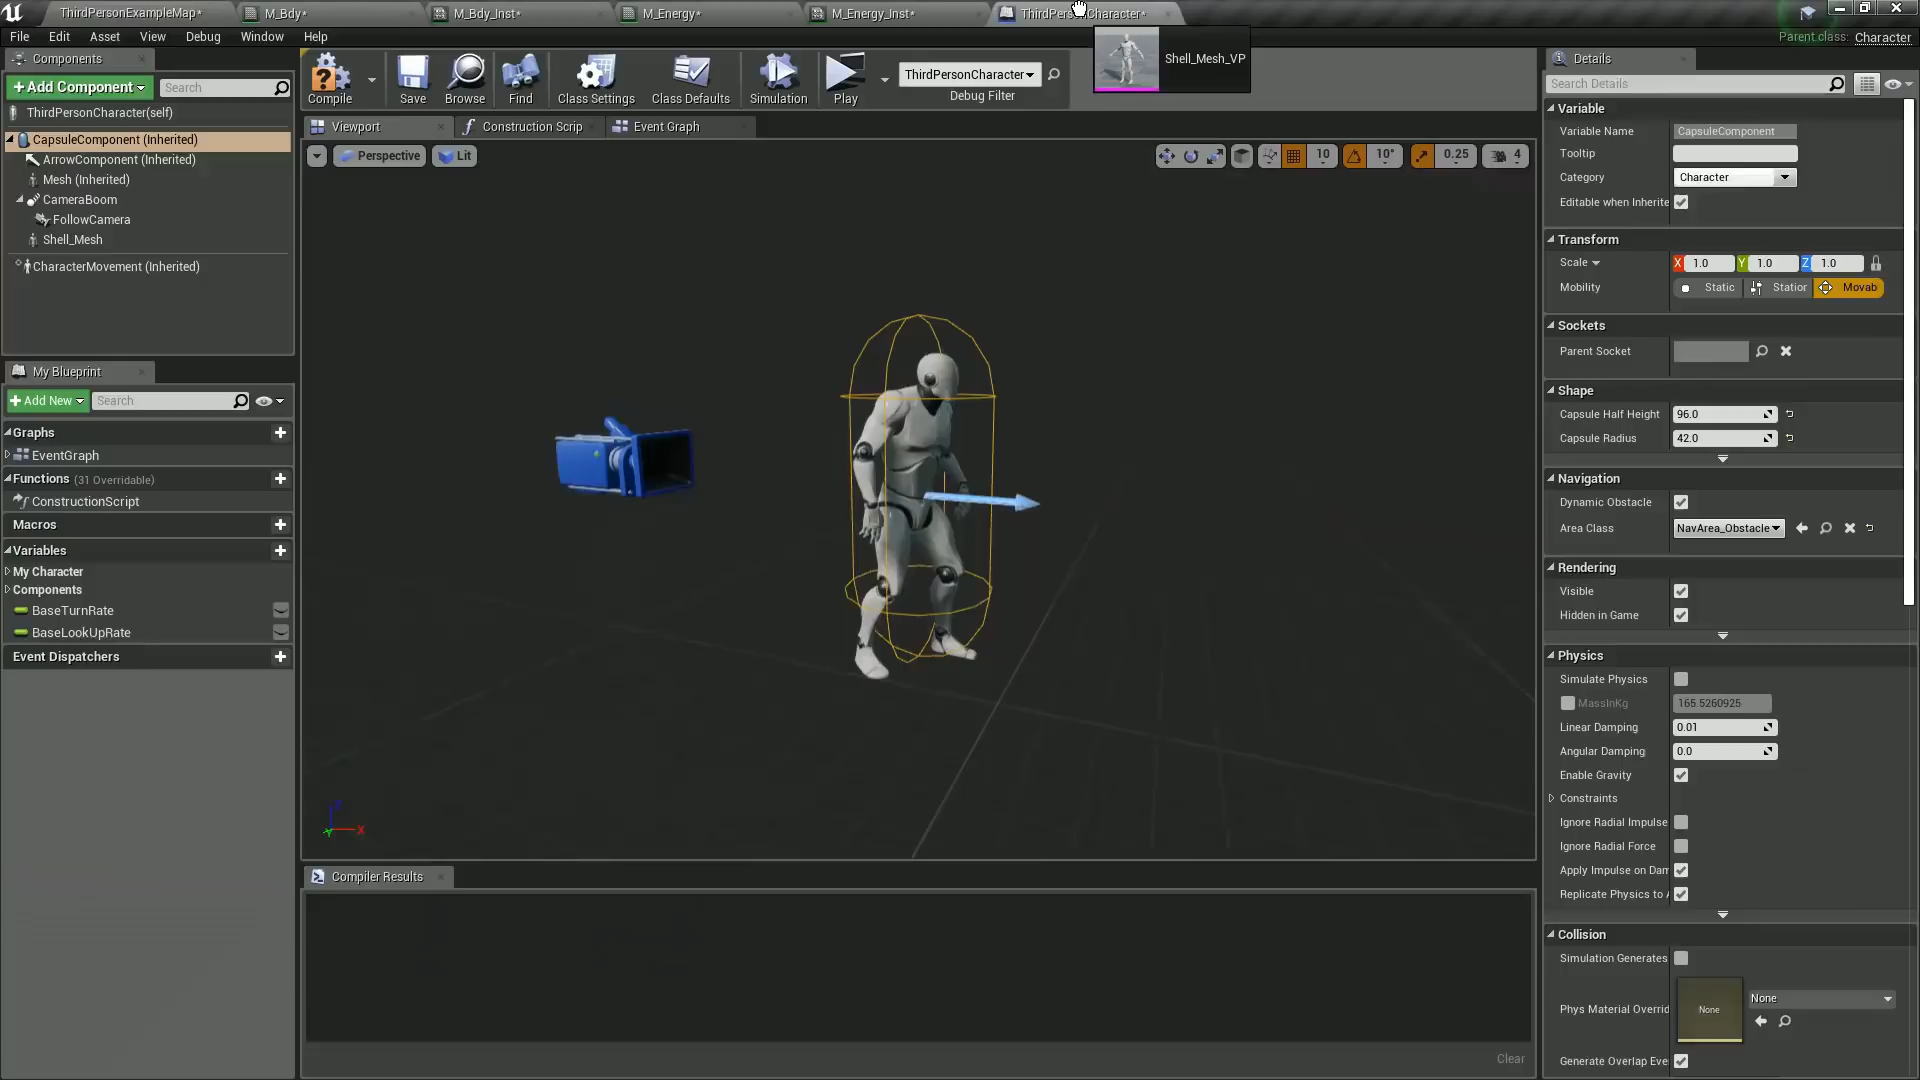 ThirdPersonExampleMap*
M_Bdy*
M_Bdy_Inst*
M_Energy*
M_Energy_Inst*
ThirdPersonCharacter*
File Edit Asset View Debug Window Help
Parent class: Character
Components
Add Component
Search
ThirdPersonCharacter(self)
CapsuleComponent (Inherited)
ArrowComponent (Inherited)
Mesh (Inherited)
CameraBoom
FollowCamera
Shell_Mesh
CharacterMovement (Inherited)
My Blueprint
Add New
Search
Graphs
EventGraph
Functions (31 Overridable)
ConstructionScript
Macros
Variables
My Character
Components
BaseTurnRate
BaseLookUpRate
Event Dispatchers
Compile
Save
Browse
Find
Class Settings
Class Defaults
Simulation
Play
ThirdPersonCharacter
Debug Filter
Shell_Mesh_VP
Viewport
Construction Scrip
Event Graph
Perspective
Lit
10
10°
0.25
4
Z
Y
X
Compiler Results
Clear
Details
Search Details
Variable
Variable Name CapsuleComponent
Tooltip
Category Character
Editable when Inherite
Transform
Scale X 1.0 Y 1.0 Z 1.0
Mobility Static Statior Movab
Sockets
Parent Socket
Shape
Capsule Half Height 96.0
Capsule Radius 42.0
Navigation
Dynamic Obstacle
Area Class NavArea_Obstacle
Rendering
Visible
Hidden in Game
Physics
Simulate Physics
MassInKg 165.5260925
Linear Damping 0.01
Angular Damping 0.0
Enable Gravity
Constraints
Ignore Radial Impulse
Ignore Radial Force
Apply Impulse on Dam
Replicate Physics to A
Collision
Simulation Generates
Phys Material Overrid None None
Generate Overlap Eve